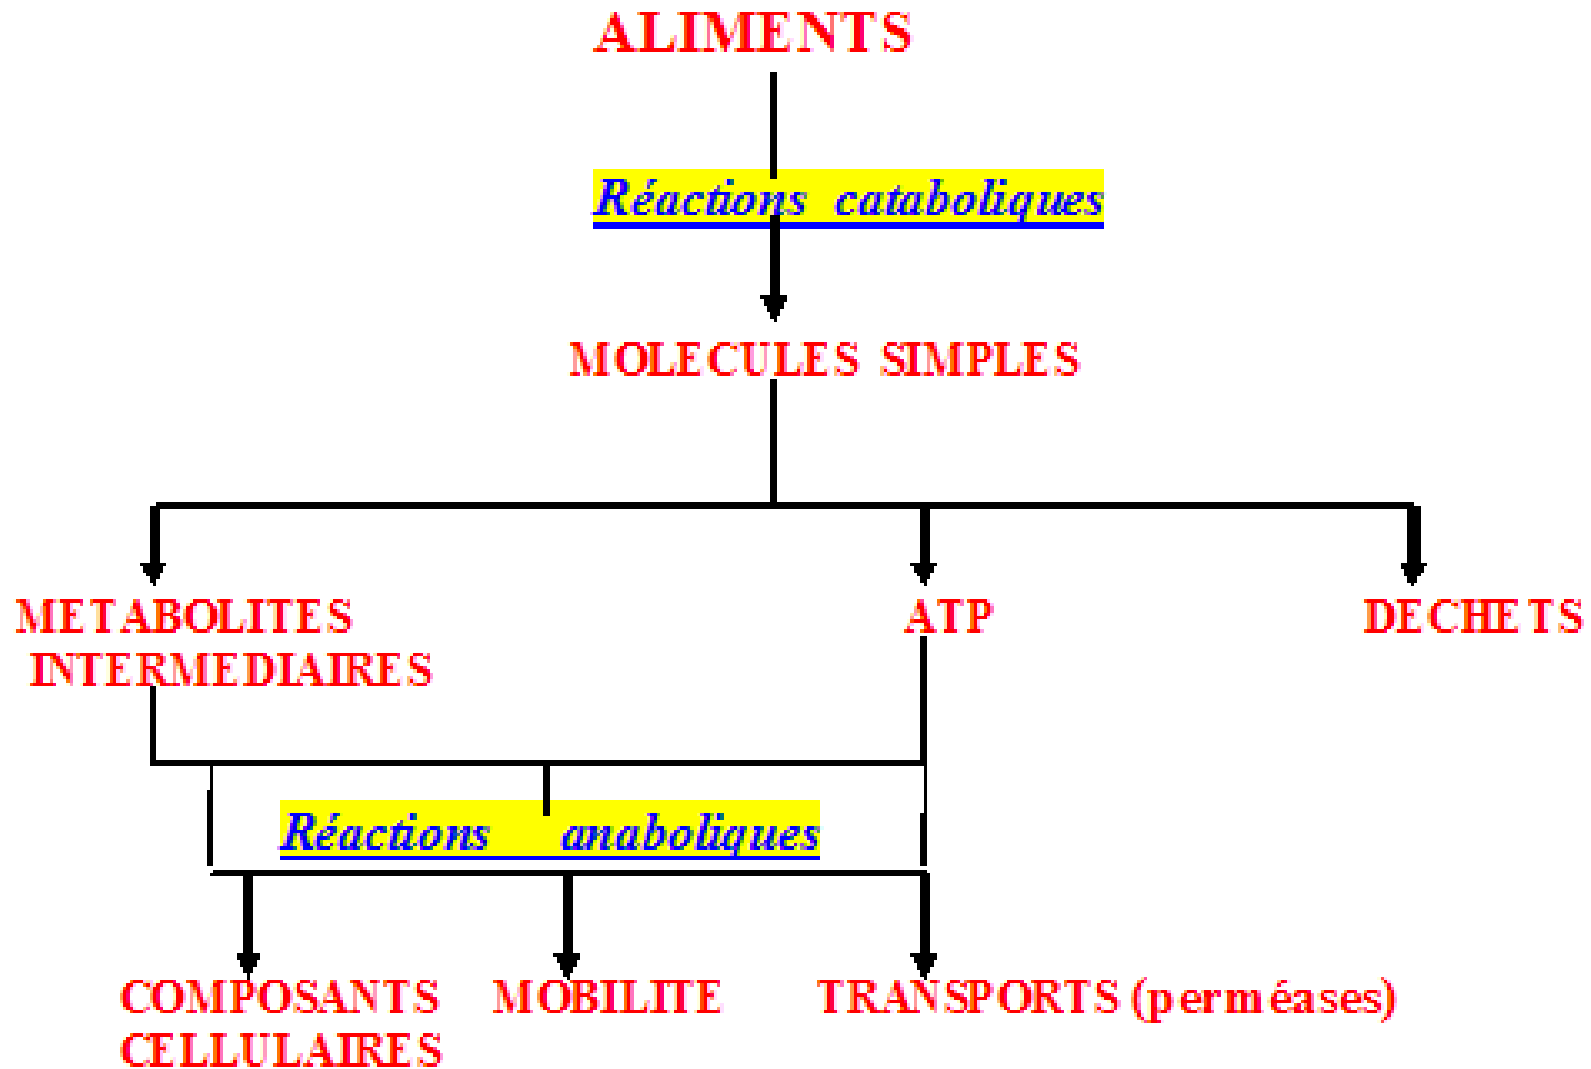 ALIMENTS
Réactions cataboliques
MOLECULES SIMPLES
METABOLITES
INTERMEDIAIRES
ATP
DECHETS
Réactions anaboliques
COMPOSANTS
CELLULAIRES
MOBILITE
TRANSPORTS (perméases)